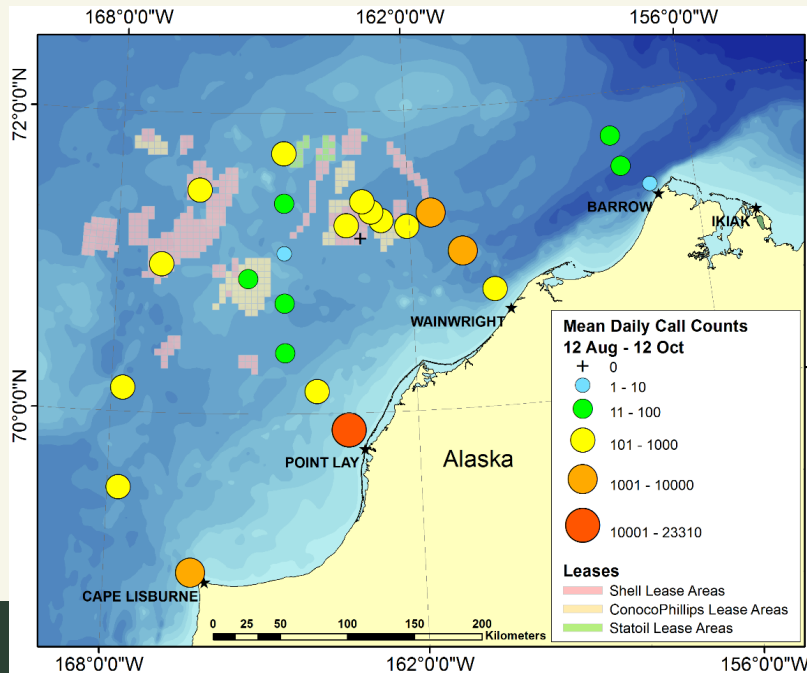 168°0'0"W
162°0'0"W
156°0'0"W
72°0'0"N
BARROW
IKIAK
WAINWRIGHT
Mean Daily Call Counts
12 Aug - 12 Oct
0
1 - 10
11 - 100
101 - 1000
1001 - 10000
10001 - 23310
Leases
Shell Lease Areas
ConocoPhillips Lease Areas
Statoil Lease Areas
70°0'0"N
POINT LAY
Alaska
CAPE LISBURNE
0 25 50 100 150 200
Kilometers
168°0'0"W
162°0'0"W
156°0'0"W